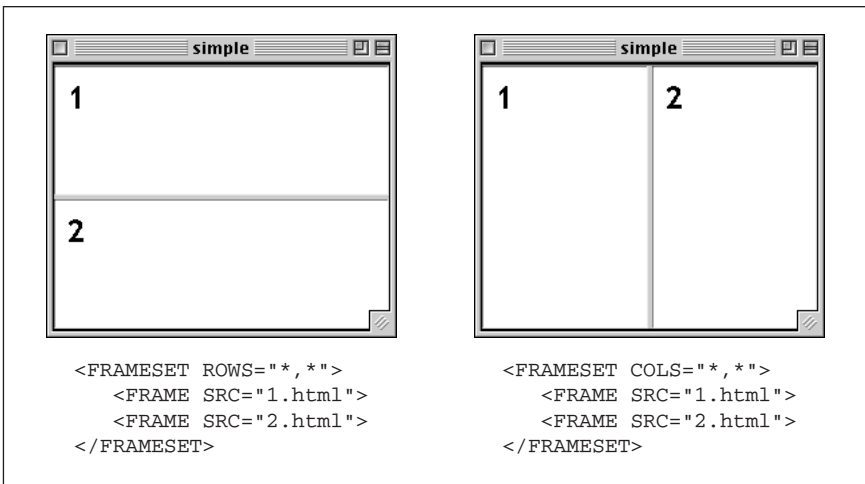 simple
1
2
<FRAMESET ROWS="*,*">
<FRAME SRC="1.html">
<FRAME SRC="2.html">
</FRAMESET>
simple
1
2
<FRAMESET COLS="*,*">
<FRAME SRC="1.html">
<FRAME SRC="2.html">
</FRAMESET>